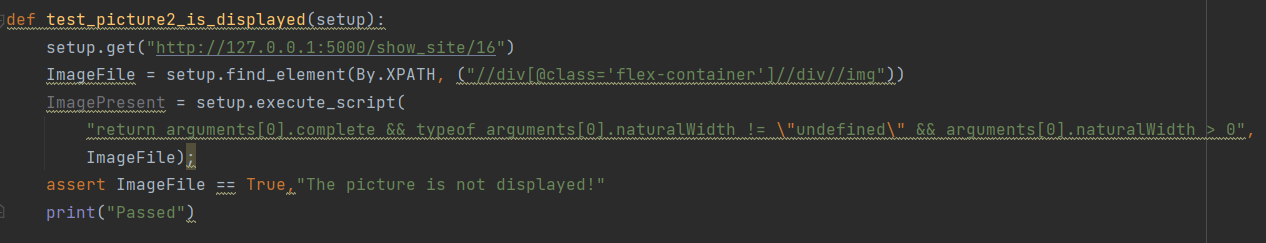 def test_picture2_is_displayed(setup):
    setup.get("http://127.0.0.1:5000/show_site/16")
    ImageFile = setup.find_element(By.XPATH, ("//div[@class='flex-container']//div//img"))
    ImagePresent = setup.execute_script(
        "return arguments[0].complete && typeof arguments[0].naturalWidth != \"undefined\" && arguments[0].naturalWidth > 0",
        ImageFile);
    assert ImageFile == True,"The picture is not displayed!"
    print("Passed")